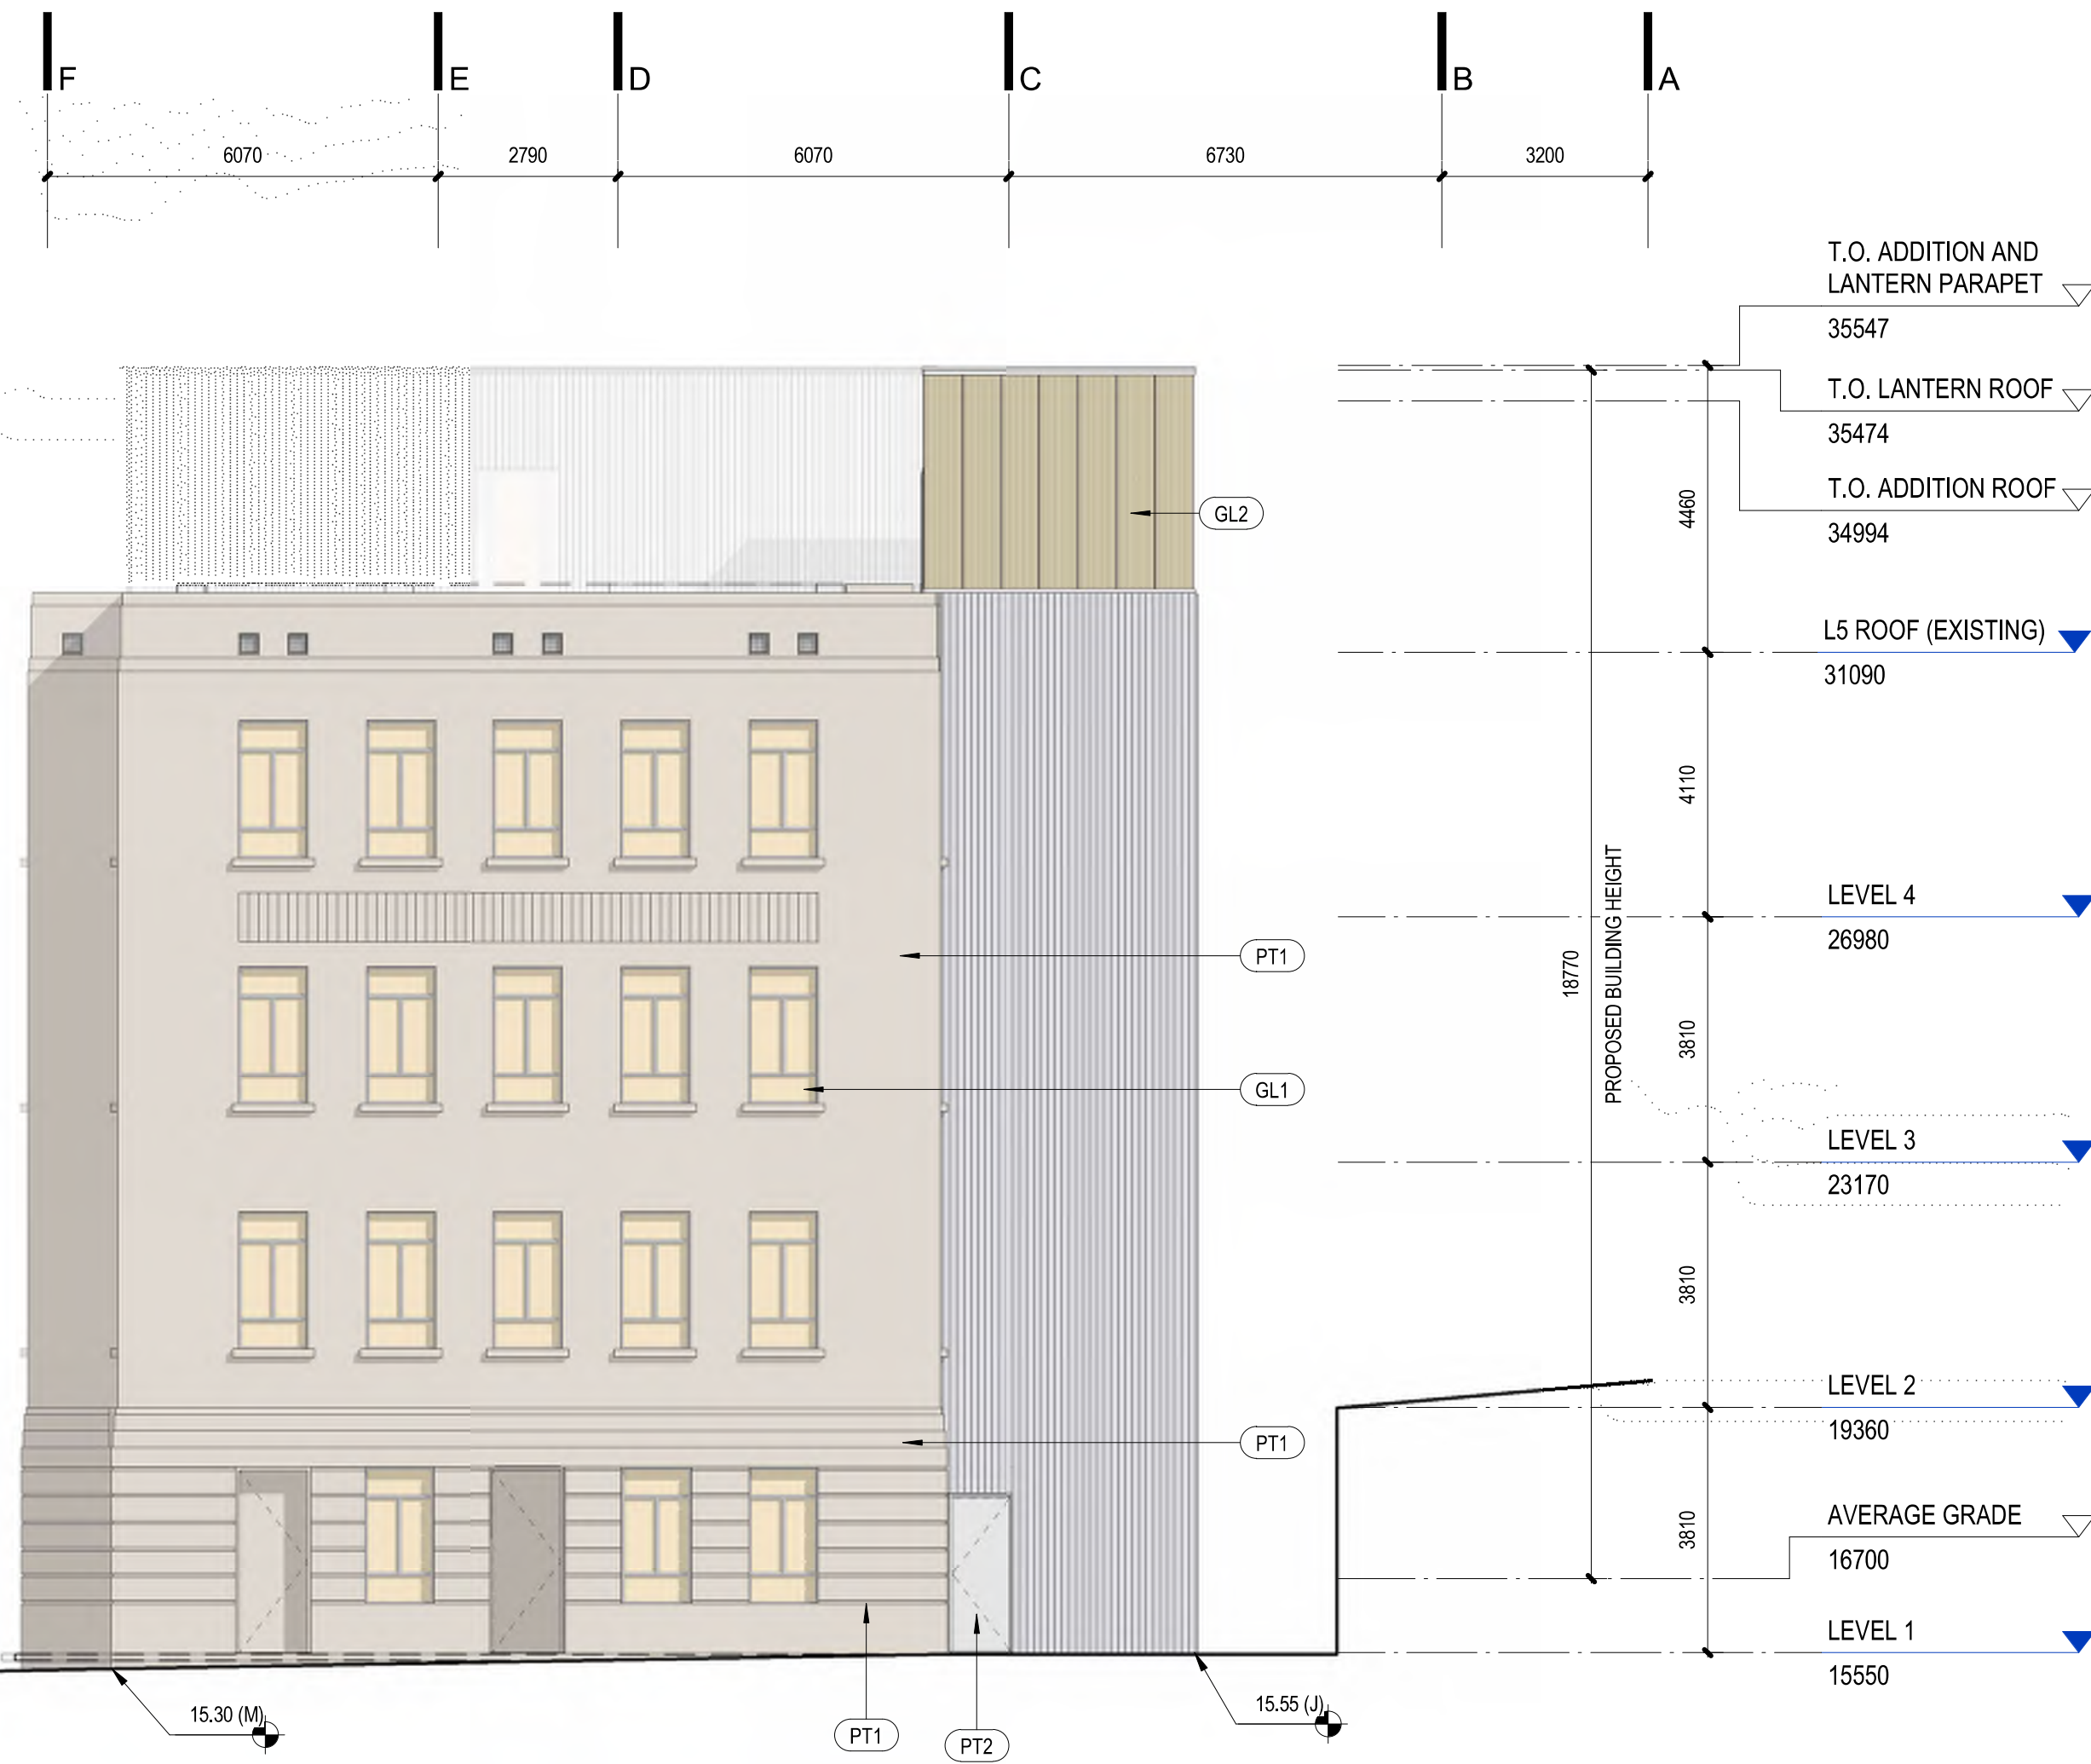 F
E
D
C
B
A
6070
2790
6070
6730
3200
T.O. ADDITION AND
LANTERN PARAPET
35547
T.O. LANTERN ROOF
35474
T.O. ADDITION ROOF
34994
4460
GL2
L5 ROOF (EXISTING)
31090
4110
LEVEL 4
26980
PT1
18770
PROPOSED BUILDING HEIGHT
3810
GL1
LEVEL 3
23170
3810
LEVEL 2
19360
PT1
AVERAGE GRADE
16700
3810
LEVEL 1
15550
15.30 (M)
15.55 (J)
PT1
PT2